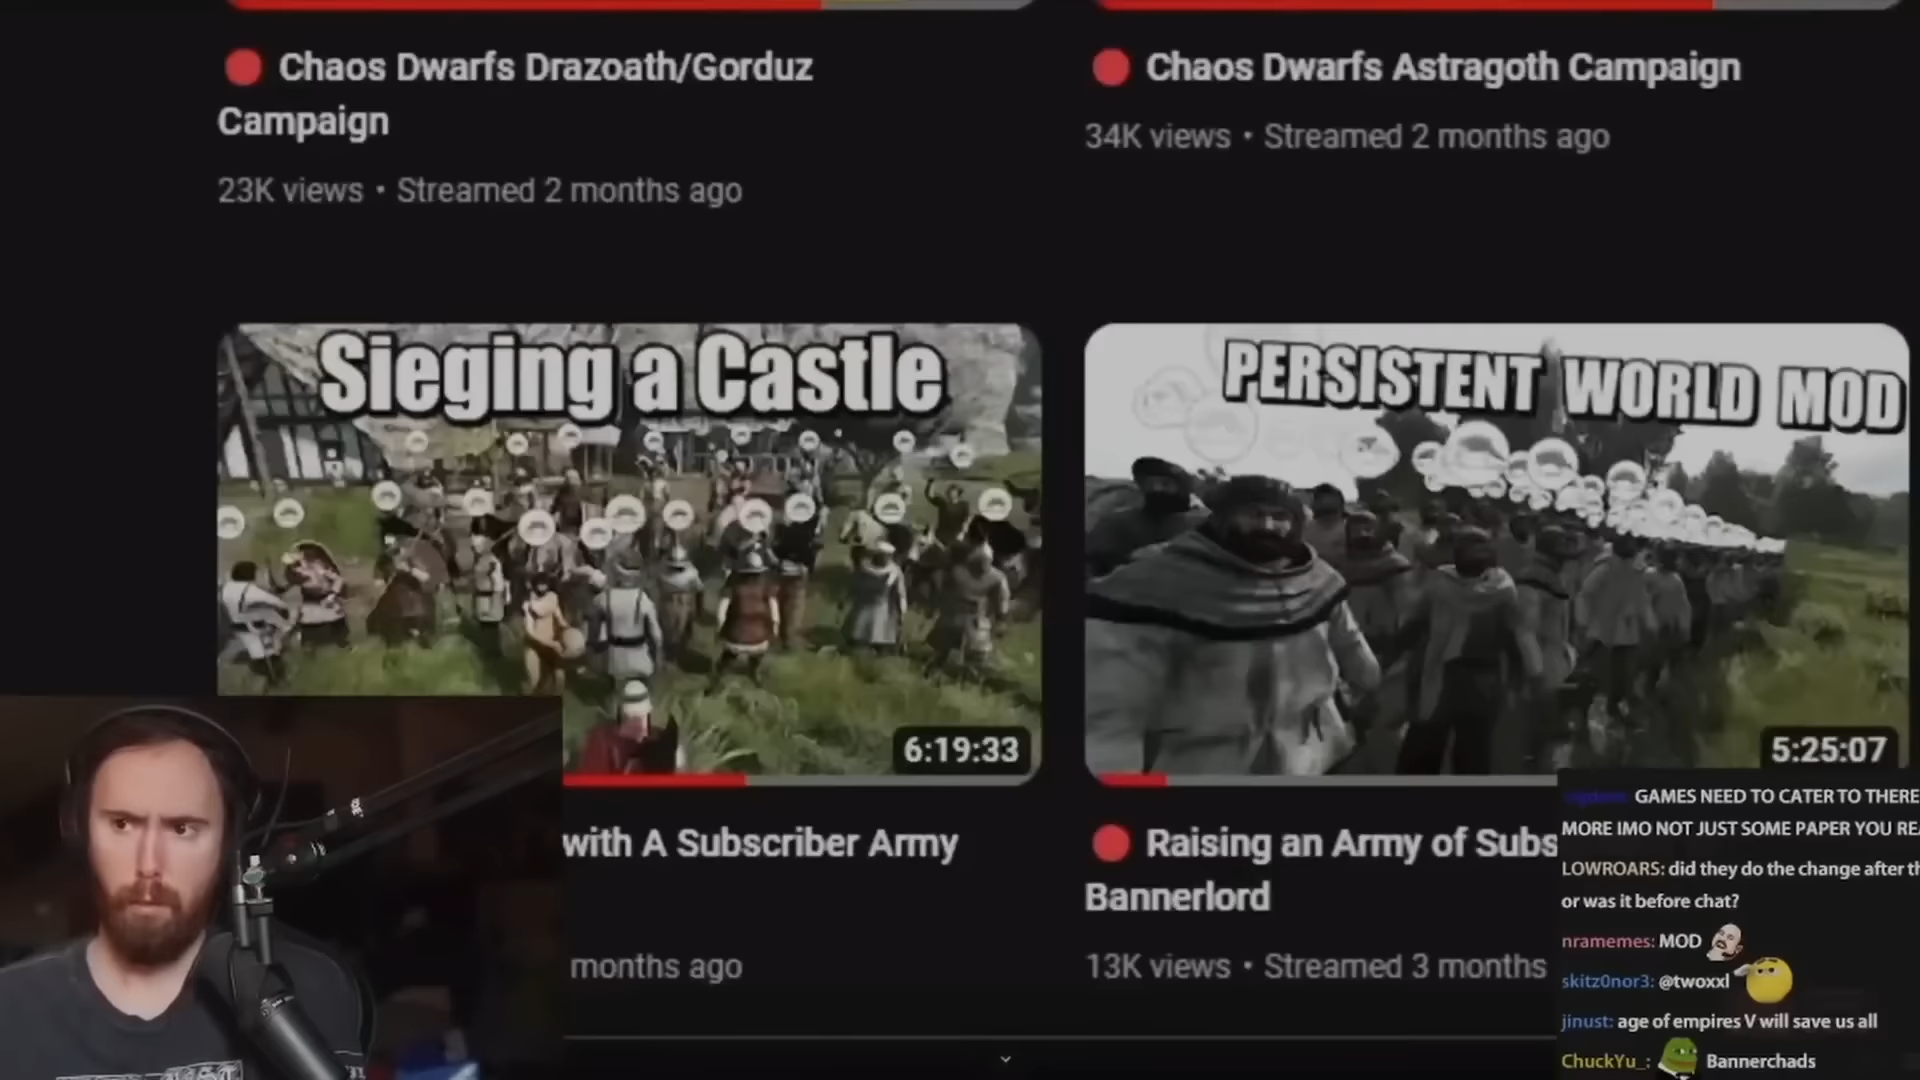 Chaos Dwarfs Drazoath/Gorduz
Campaign
23K views • Streamed 2 months ago
Chaos Dwarfs Astragoth Campaign
34K views • Streamed 2 months ago
Sieging a Castle
6:19:33
with A Subscriber Army
months ago
PERSISTENT WORLD MOD
5:25:07
Raising an Army of Subs
Bannerlord
13K views • Streamed 3 months
GAMES NEED TO CATER TO THERE
MORE IMO NOT JUST SOME PAPER YOU
LOWROARS: did they do the change after
or was it before chat?
nramemes: MOD
skitz0nor3: @twoxxl
jinust: age of empires V will save us all
ChuckYu_: Bannerchads